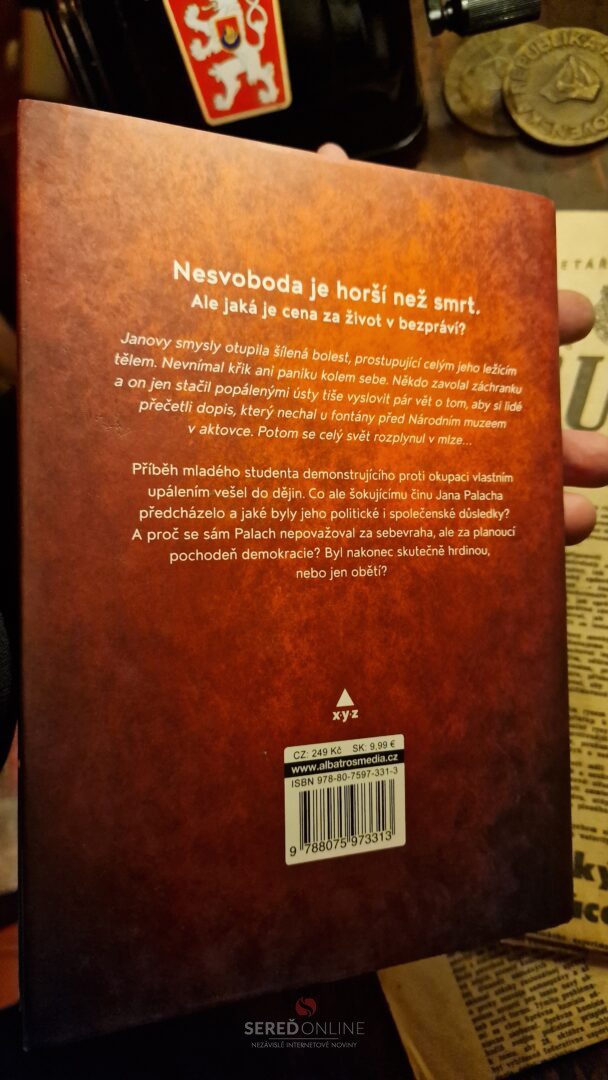 REPUBLIKA
SLOVENSK
Nesvoboda je horší než smrt.
Ale jaká je cena za život v bezpráví?
Janovy smysly otupila šílená bolest, prostupující celým jeho ležícím
tělem. Nevnímal křik ani paniku kolem sebe. Někdo zavolal záchranku
a on jen stačil popálenými ústy tiše vyslovit pár vět o tom, aby si lidé
přečetli dopis, který nechal u fontány před Národním muzeem
v aktovce. Potom se celý svět rozplynul v mlze...
Příběh mladého studenta demonstrujícího proti okupaci vlastním
upálením vešel do dějin. Co ale šokujícímu činu Jana Palacha
předcházelo a jaké byly jeho politické i společenské důsledky?
A proč se sám Palach nepovažoval za sebevraha, ale za planoucí
pochodeň demokracie? Byl nakonec skutečně hrdinou,
nebo jen obětí?
x·y·z
CZ: 249 Kč SK: 9.99 €
www.albatrosmedia.cz
ISBN 978-80-7597-331-3
9 788075 973313
SEREĎONLINE
NEZÁVISLÉ INTERNETOVÉ NOVINY